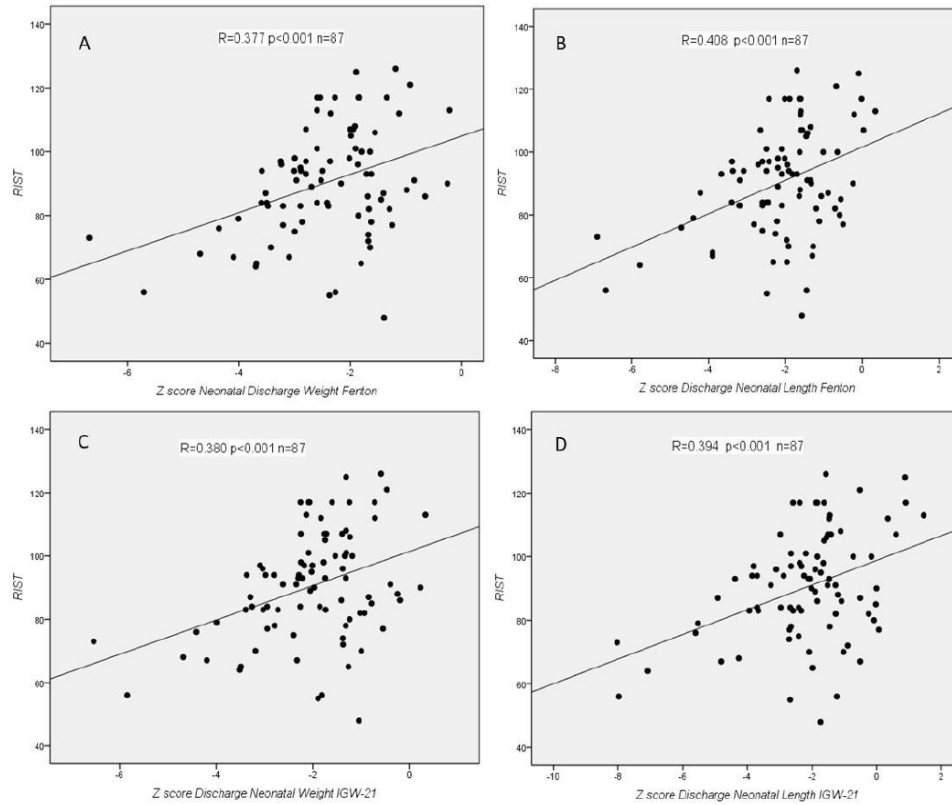 A
R=0.377 p<0.001 n=87
140
120
100
80
60
40
RIST
-6
-4
-2
0
Z score Neonatal Discharge Weight Fenton
B
R=0.408 p<0.001 n=87
140
120
100
80
60
40
RIST
-8
-6
-4
-2
0
2
Z score Discharge Neonatal Length Fenton
C
R=0.380 p<0.001 n=87
140
120
100
80
60
40
RIST
-6
-4
-2
0
Z score Discharge Neonatal Weight IGW-21
D
R=0.394 p<0.001 n=87
140
120
100
80
60
40
RIST
-10
-8
-6
-4
-2
0
2
Z score Discharge Neonatal Length IGW-21